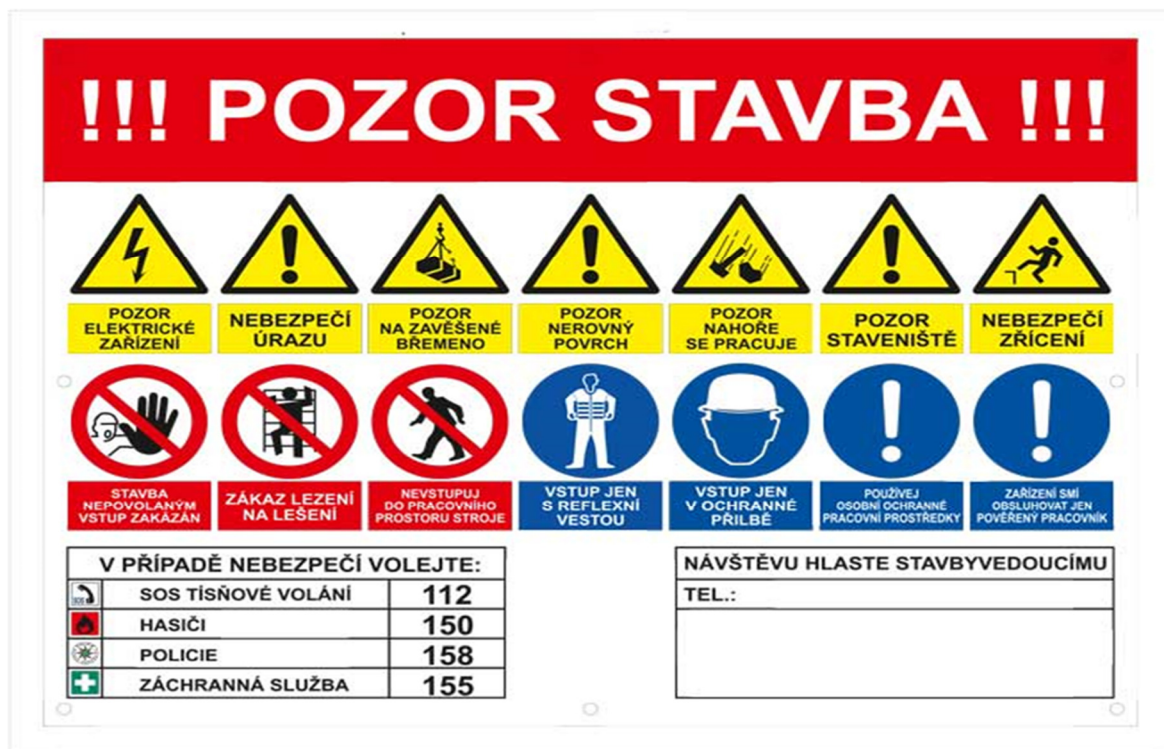 !!! POZOR STAVBA !!!
POZOR
ELEKTRICKÉ
ZAŘÍZENÍ
NEBEZPEČÍ
ÚRAZU
POZOR
NA ZAVĚŠENÉ
BŘEMENO
POZOR
NEROVNÝ
POVRCH
POZOR
NAHOŘE
SE PRACUJE
POZOR
STAVENIŠTĚ
NEBEZPEČÍ
ZŘÍCENÍ
STAVBA
NEPOVOLANÝM
VSTUP ZAKÁZÁN
ZÁKAZ LEZENÍ
NA LEŠENÍ
NEVSTUPUJ
DO PRACOVNÍHO
PROSTORU STROJE
VSTUP JEN
S REFLEXNÍ
VESTOU
VSTUP JEN
V OCHRANNÉ
PŘILBĚ
POUŽÍVEJ
OSOBNÍ OCHRANNÉ
PRACOVNÍ PROSTŘEDKY
ZAŘÍZENÍ SMÍ
OBSLUHOVAT JEN
POVĚŘENÝ PRACOVNÍK
V PŘÍPADĚ NEBEZPEČÍ VOLEJTE:
SOS SOS TÍSŇOVÉ VOLÁNÍ 112
HASIČI 150
POLICIE 158
ZÁCHRANNÁ SLUŽBA 155
NÁVŠTĚVU HLASTE STAVBYVEDOUCÍMU
TEL.: